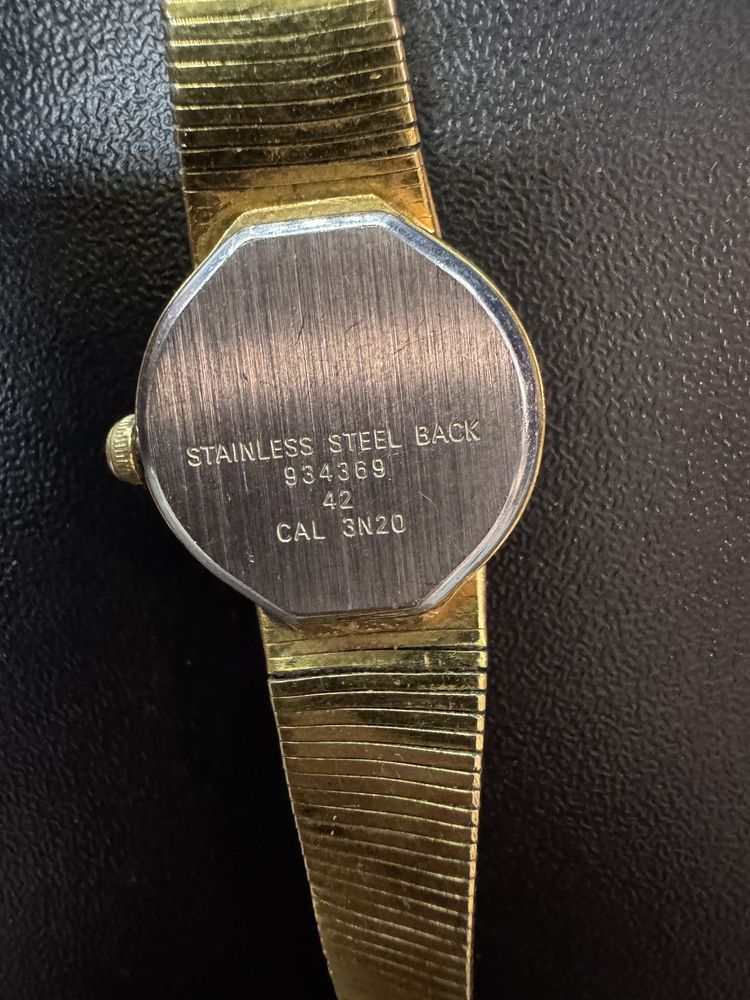 STAINLESS STEEL BACK
934369
42
CAL 3N20